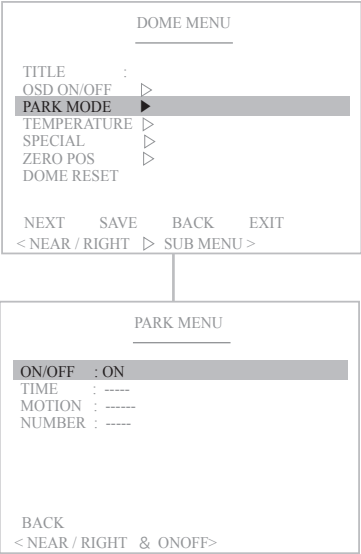 DOME MENU
TITLE :
OSD ON/OFF ▷
PARK MODE ▶
TEMPERATURE ▷
SPECIAL ▷
ZERO POS ▷
DOME RESET
NEXT SAVE BACK EXIT
< NEAR / RIGHT ▷ SUB MENU >
PARK MENU
ON/OFF : ON
TIME : -----
MOTION : ------
NUMBER : -----
BACK
< NEAR / RIGHT & ONOFF>